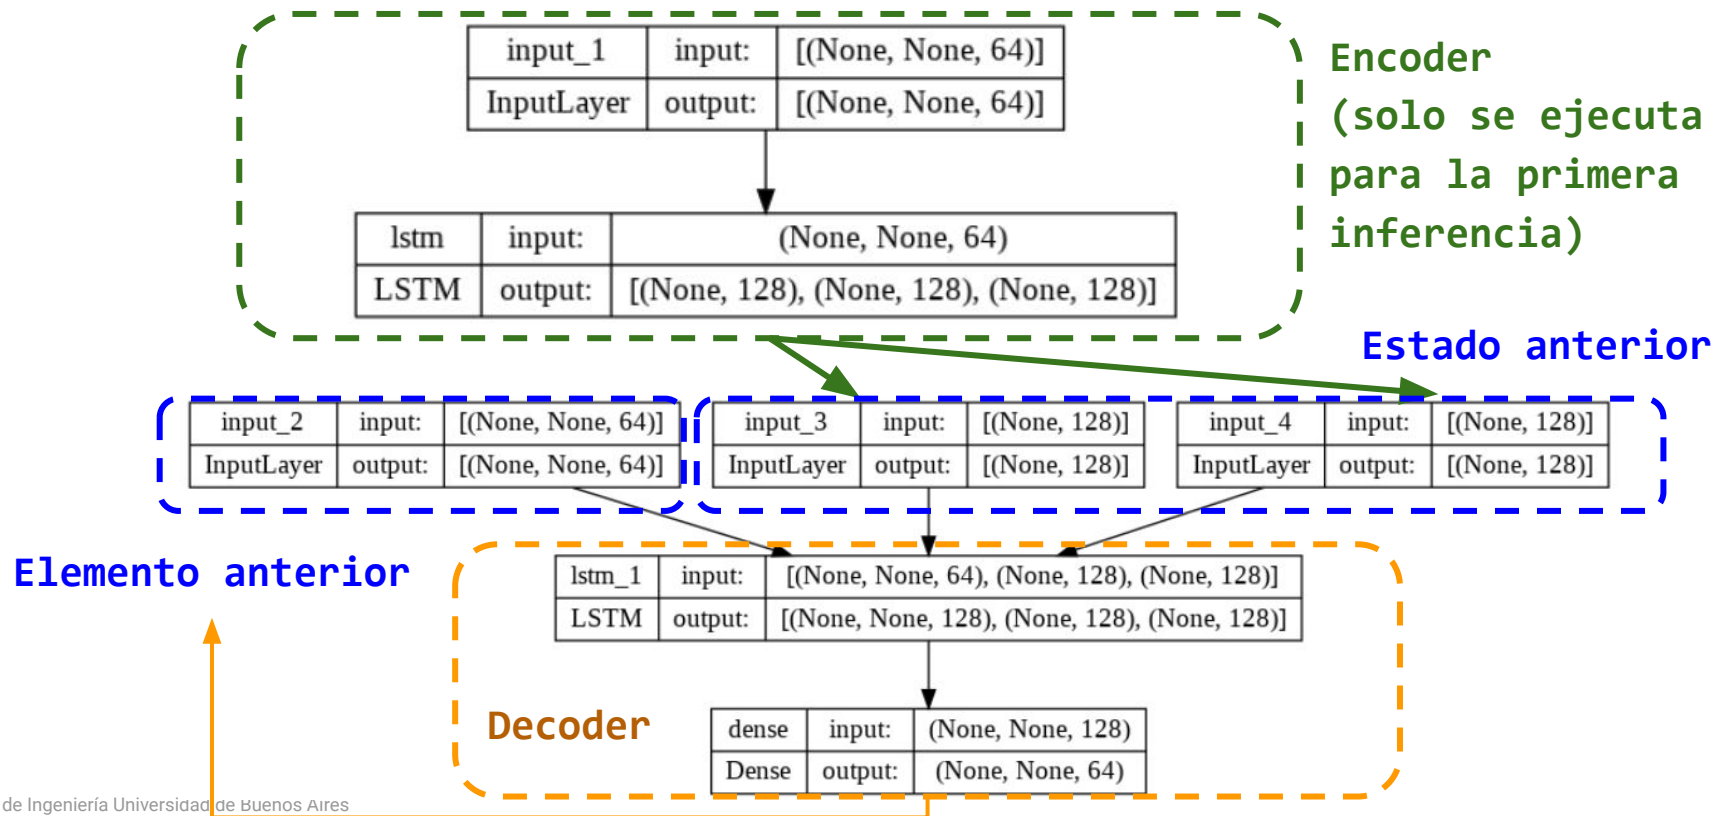 input_1 input: [(None, None, 64)]
InputLayer output: [(None, None, 64)]
Encoder
(solo se ejecuta
para la primera
inferencia)
lstm input: (None, None, 64)
LSTM output: [(None, 128), (None, 128), (None, 128)]
Estado anterior
input_2 input: [(None, None, 64)]
InputLayer output: [(None, None, 64)]
input_3 input: [(None, 128)]
InputLayer output: [(None, 128)]
input_4 input: [(None, 128)]
InputLayer output: [(None, 128)]
Elemento anterior
lstm_1 input: [(None, None, 64), (None, 128), (None, 128)]
LSTM output: [(None, None, 128), (None, 128), (None, 128)]
Decoder
dense input: (None, None, 128)
Dense output: (None, None, 64)
de Ingeniería Universidad de Buenos Aires